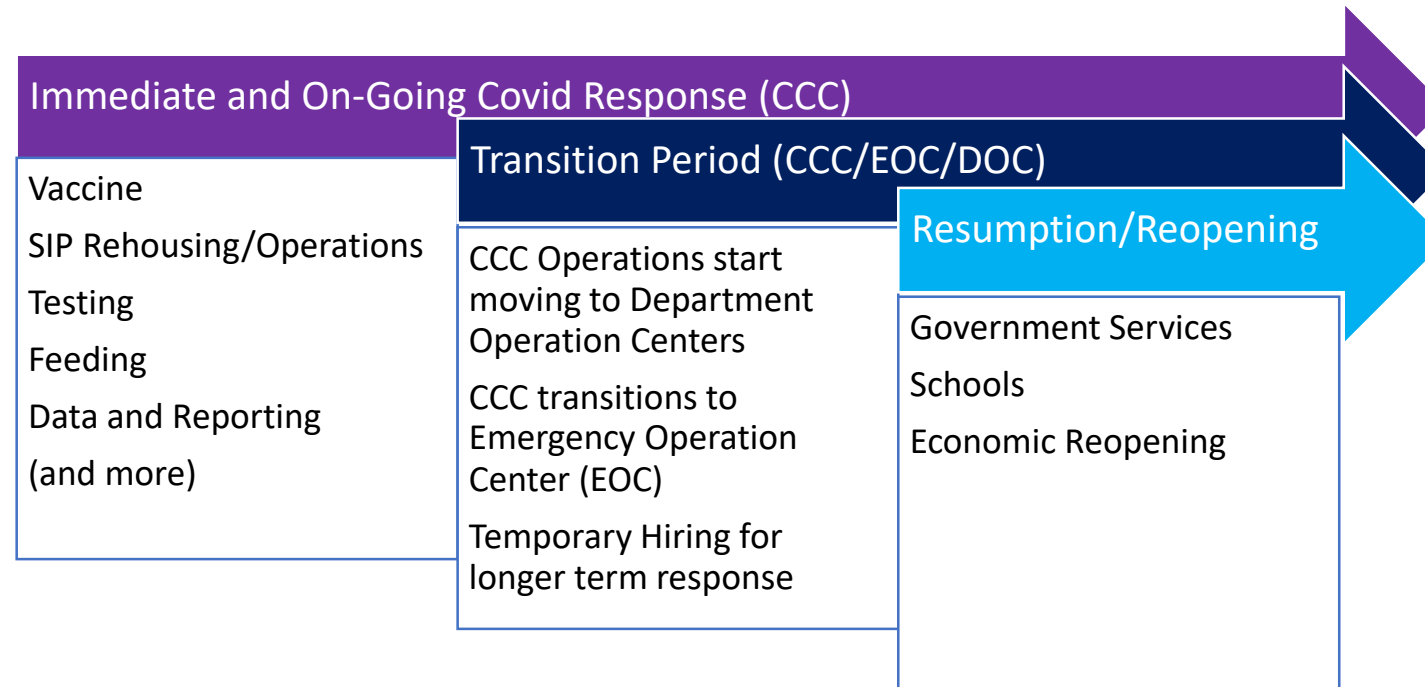 Immediate and On-Going Covid Response (CCC)
Vaccine
SIP Rehousing/Operations
Testing
Feeding
Data and Reporting
(and more)
Transition Period (CCC/EOC/DOC)
CCC Operations start
moving to Department
Operation Centers
CCC transitions to
Emergency Operation
Center (EOC)
Temporary Hiring for
longer term response
Resumption/Reopening
Government Services
Schools
Economic Reopening